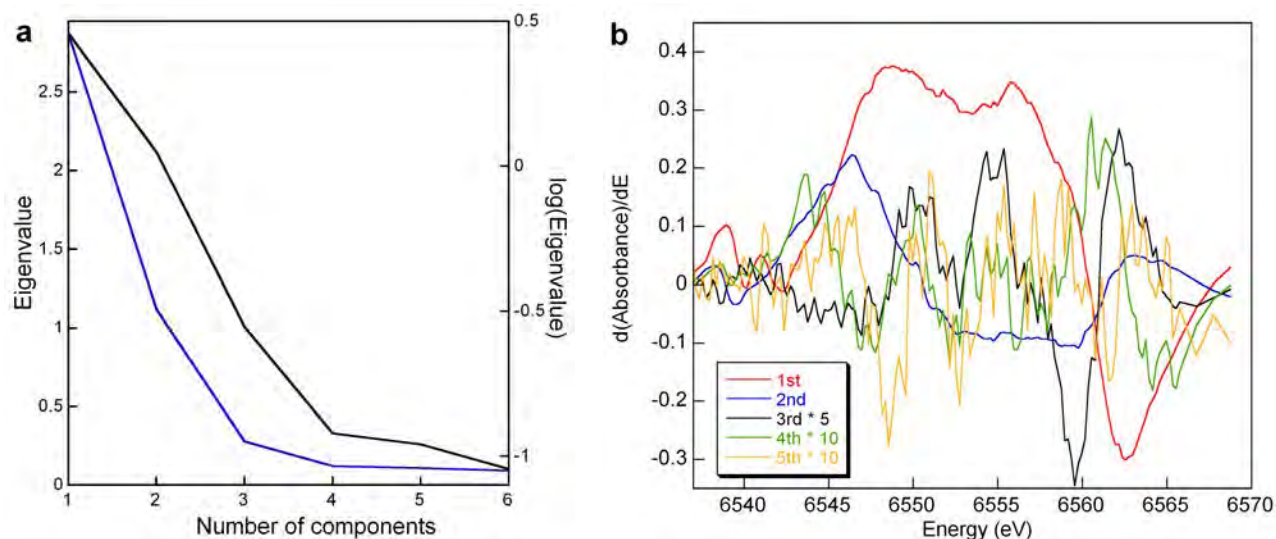 a
Eigenvalue
2.5
2
1.5
1
0.5
0
1
2
3
4
5
6
Number of components
0.5
0
-0.5
-1
log(Eigenvalue)
b
d(Absorbance)/dE
0.4
0.3
0.2
0.1
0
-0.1
-0.2
-0.3
1st
2nd
3rd * 5
4th * 10
5th * 10
6540
6545
6550
6555
6560
6565
6570
Energy (eV)